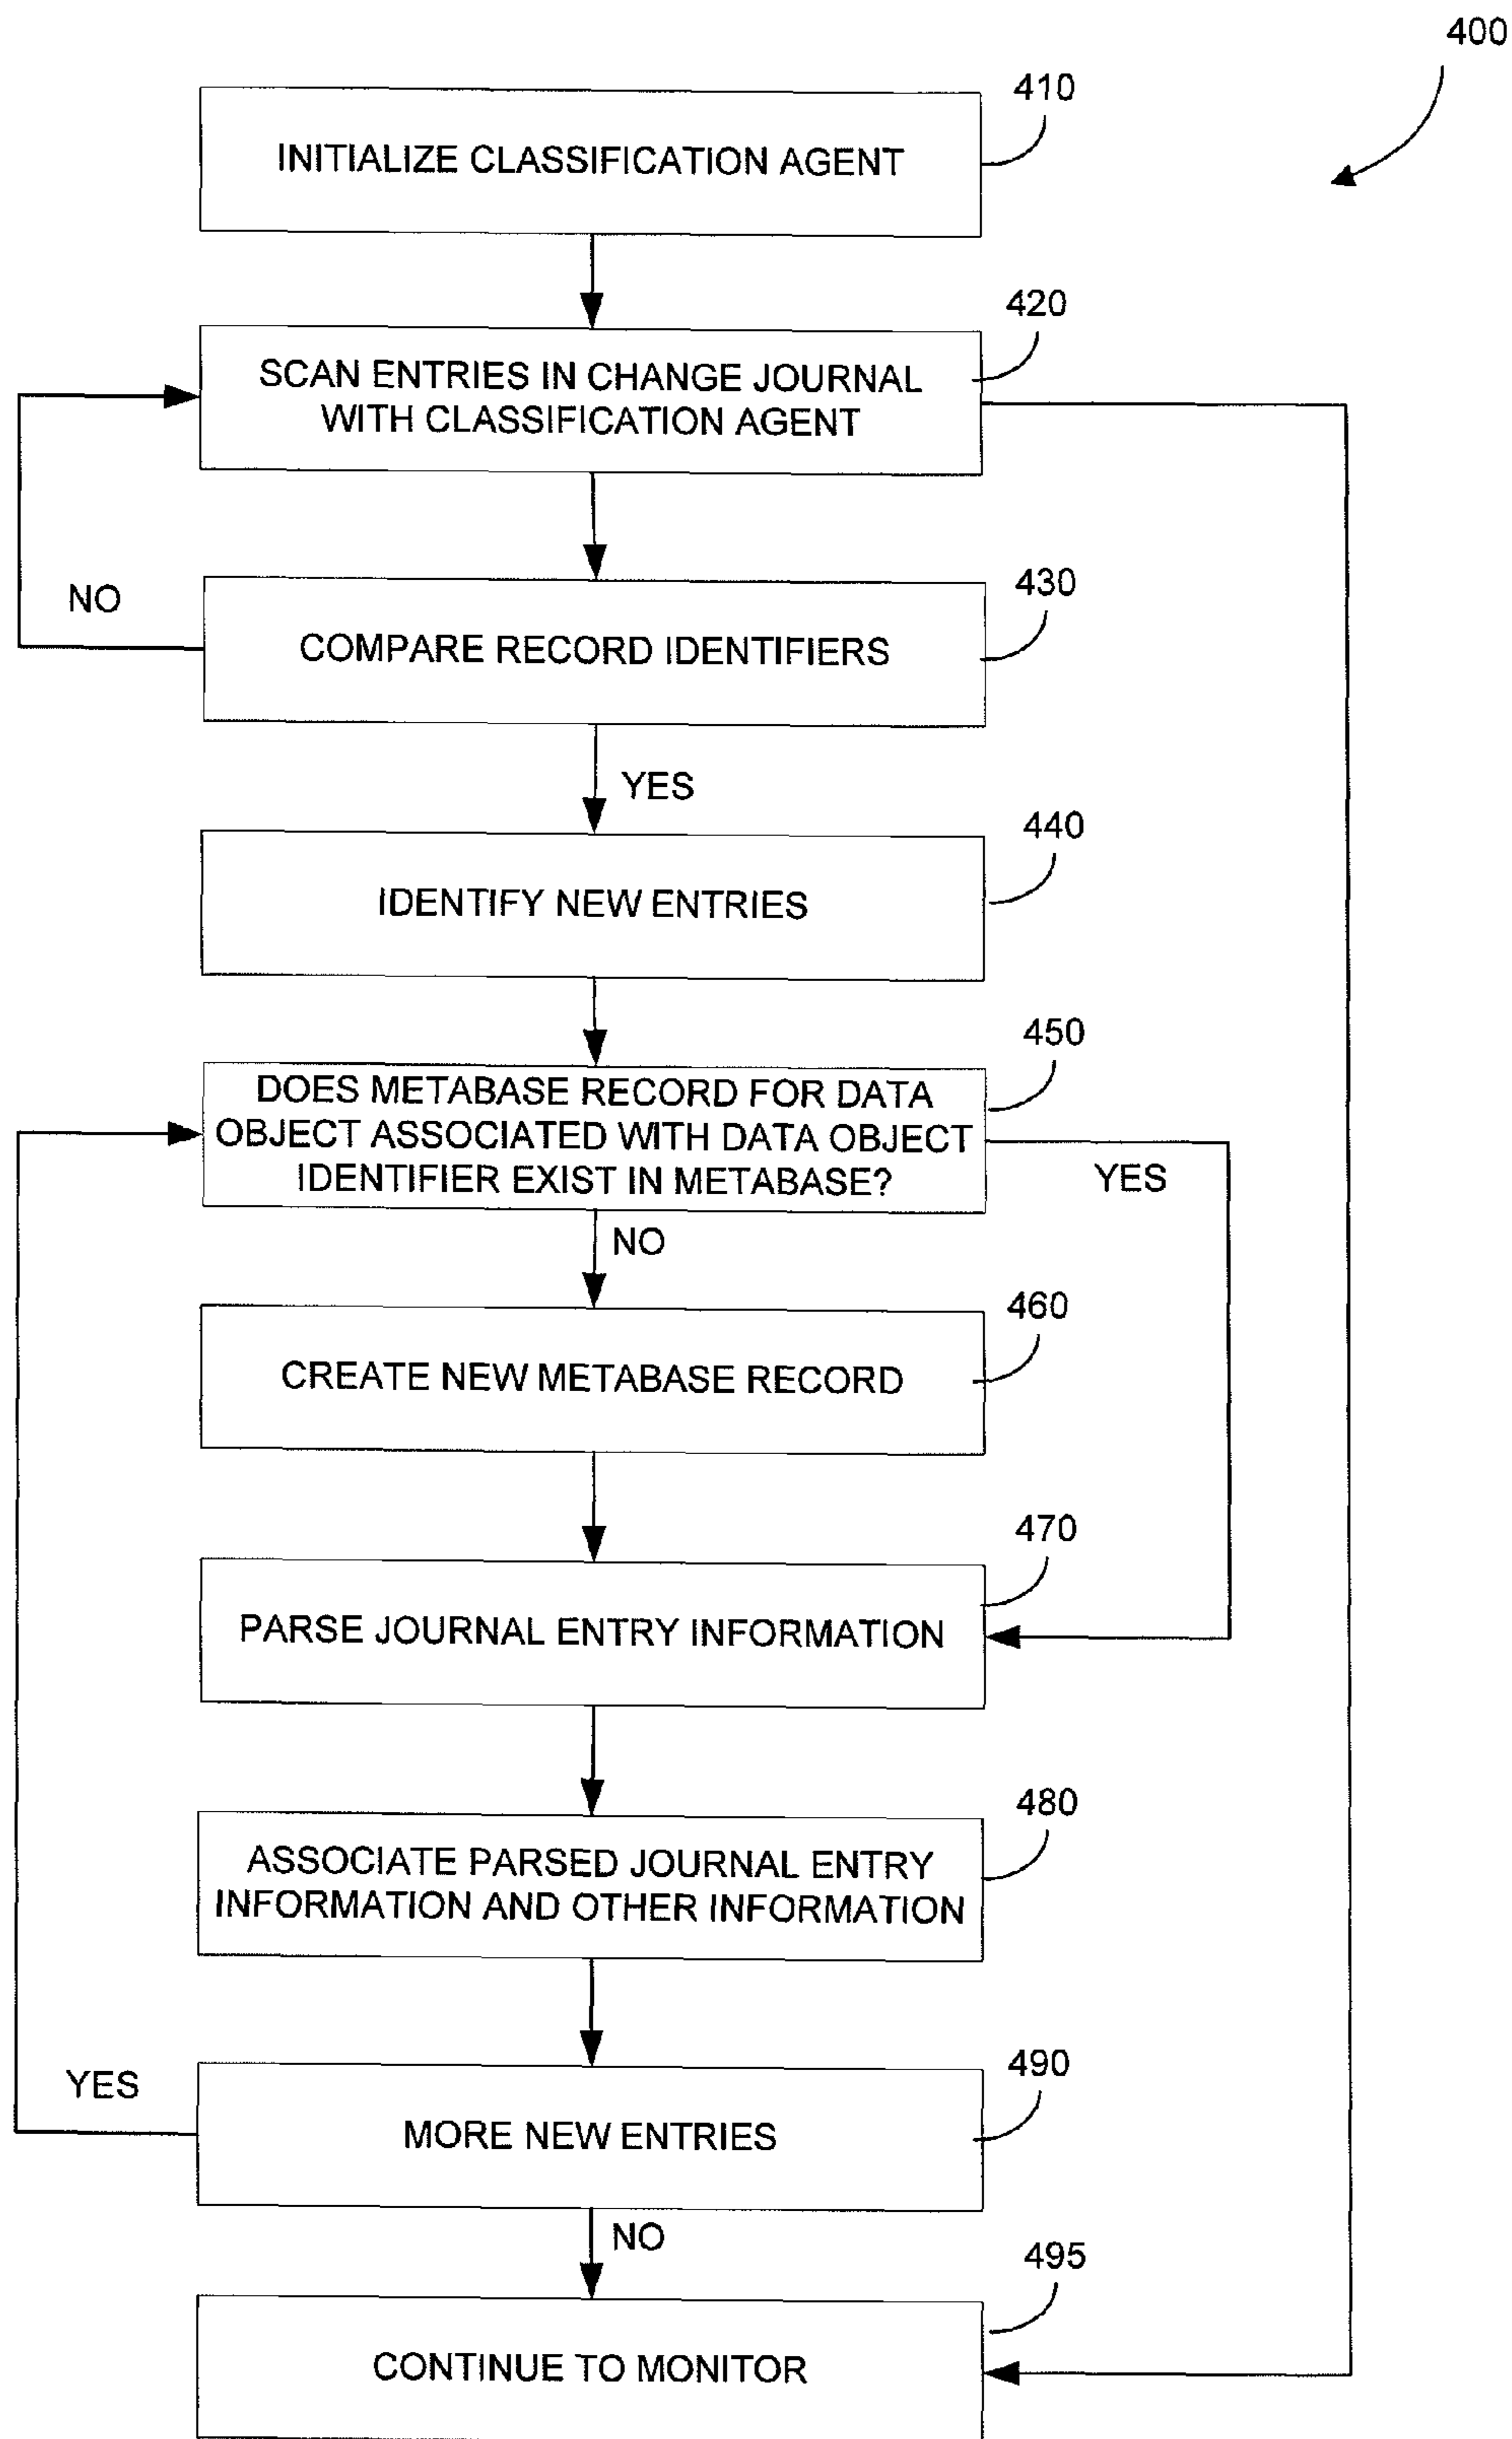 400
410
INITIALIZE CLASSIFICATION AGENT
420
SCAN ENTRIES IN CHANGE JOURNAL
WITH CLASSIFICATION AGENT
NO
430
COMPARE RECORD IDENTIFIERS
YES
440
IDENTIFY NEW ENTRIES
450
DOES METABASE RECORD FOR DATA
OBJECT ASSOCIATED WITH DATA OBJECT
IDENTIFIER EXIST IN METABASE?
YES
NO
460
CREATE NEW METABASE RECORD
470
PARSE JOURNAL ENTRY INFORMATION
480
ASSOCIATE PARSED JOURNAL ENTRY
INFORMATION AND OTHER INFORMATION
YES
490
MORE NEW ENTRIES
NO
495
CONTINUE TO MONITOR